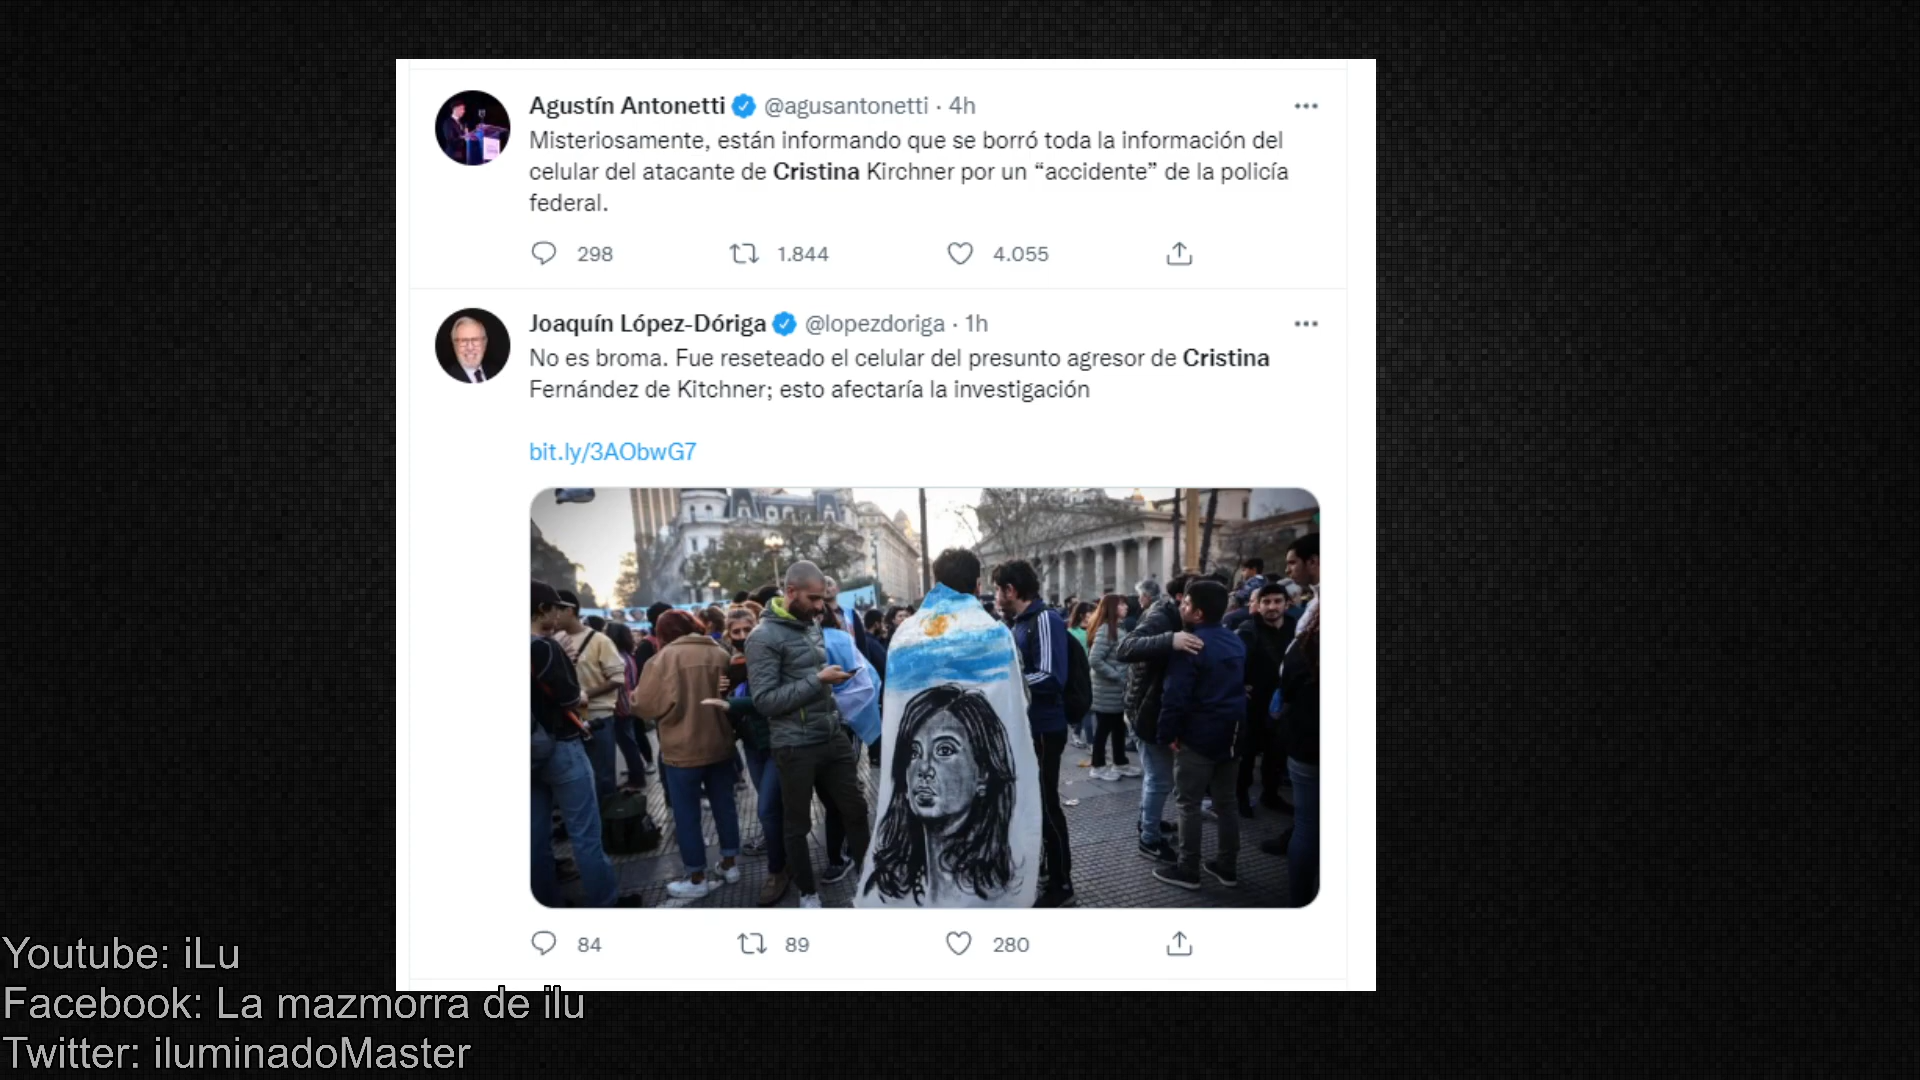 Agustín Antonetti @agusantonetti · 4h
Misteriosamente, están informando que se borró toda la información del
celular del atacante de Cristina Kirchner por un “accidente” de la policía
federal.
298 1.844 4.055
Joaquín López-Dóriga @lopezdoriga · 1h
No es broma. Fue reseteado el celular del presunto agresor de Cristina
Fernández de Kitchner; esto afectaría la investigación
bit.ly/3AObwG7
84 89 280
Youtube: iLu
Facebook: La mazmorra de ilu
Twitter: iluminadoMaster